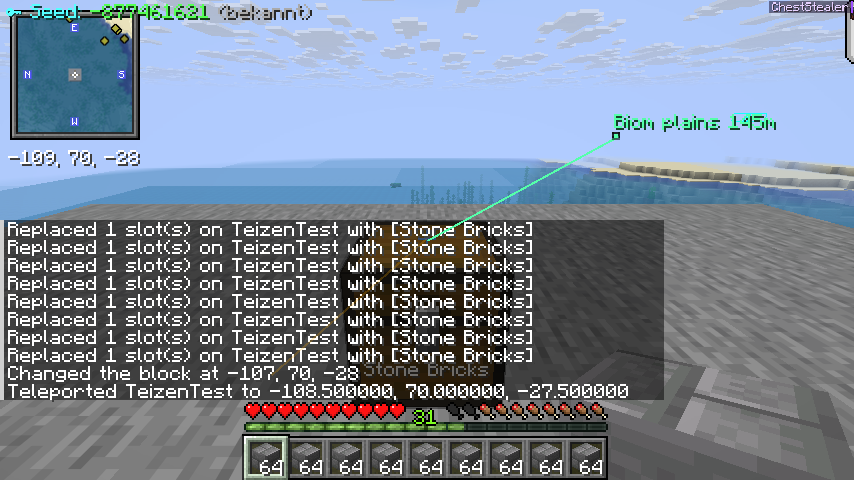 Seed: -877461621 (bekannt)
ChestStealer
E
N
S
W
Biom plains 145m
-109, 70, -28
Replaced 1 slot(s) on TeizenTest with [Stone Bricks]
Replaced 1 slot(s) on TeizenTest with [Stone Bricks]
Replaced 1 slot(s) on TeizenTest with [Stone Bricks]
Replaced 1 slot(s) on TeizenTest with [Stone Bricks]
Replaced 1 slot(s) on TeizenTest with [Stone Bricks]
Replaced 1 slot(s) on TeizenTest with [Stone Bricks]
Replaced 1 slot(s) on TeizenTest with [Stone Bricks]
Replaced 1 slot(s) on TeizenTest with [Stone Bricks]
Changed the block at -107, 70, -28
Stone Bricks
Teleported TeizenTest to -108.500000, 70.000000, -27.500000
31
64 64 64 64 64 64 64 64 64